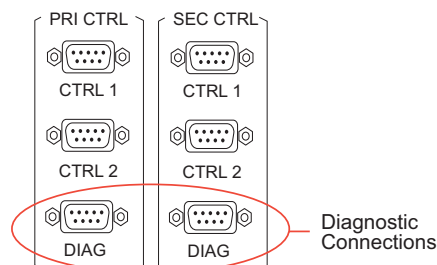 PRI CTRL SEC CTRL
CTRL 1 CTRL 1
CTRL 2 CTRL 2
DIAG DIAG
Diagnostic
Connections